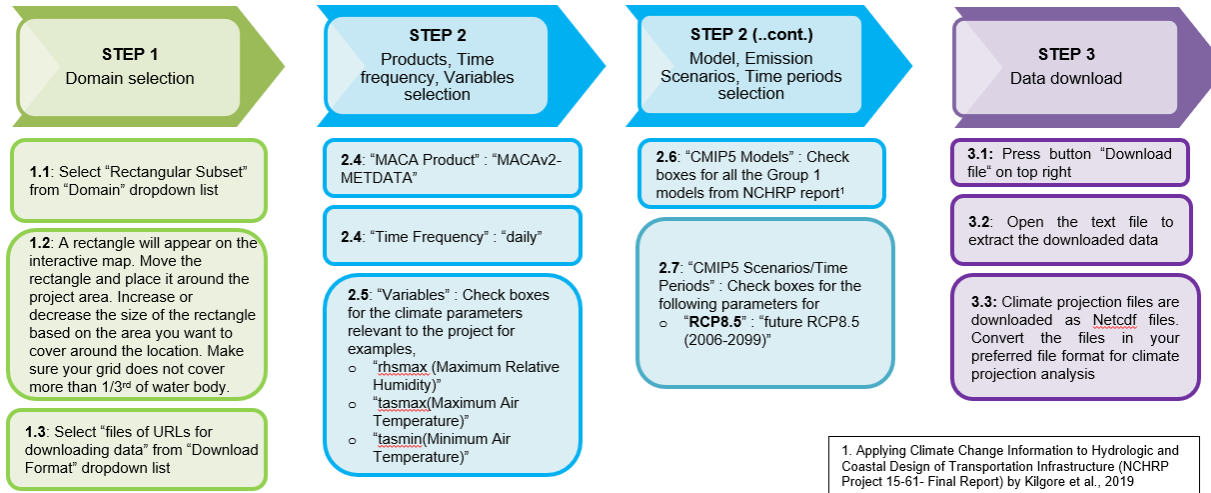 STEP 1
Domain selection
1.1: Select “Rectangular Subset”
from “Domain” dropdown list
1.2: A rectangle will appear on the
interactive map. Move the
rectangle and place it around the
project area. Increase or
decrease the size of the rectangle
based on the area you want to
cover around the location. Make
sure your grid does not cover
more than 1/3rd of water body.
1.3: Select “files of URLs for
downloading data” from “Download
Format” dropdown list
STEP 2
Products, Time
frequency, Variables
selection
2.4: “MACA Product” : “MACAv2-
METDATA”
2.4: “Time Frequency” : “daily”
2.5: “Variables” : Check boxes
for the climate parameters
relevant to the project for
examples,
o “rhsmax (Maximum Relative
Humidity)”
o “tasmax(Maximum Air
Temperature)”
o “tasmin(Minimum Air
Temperature)”
STEP 2 (..cont.)
Model, Emission
Scenarios, Time periods
selection
2.6: “CMIP5 Models” : Check
boxes for all the Group 1
models from NCHRP report¹
2.7: “CMIP5 Scenarios/Time
Periods” : Check boxes for the
following parameters for
o “RCP8.5” : “future RCP8.5
(2006-2099)”
STEP 3
Data download
3.1: Press button “Download
file“ on top right
3.2: Open the text file to
extract the downloaded data
3.3: Climate projection files are
downloaded as Netcdf files.
Convert the files in your
preferred file format for climate
projection analysis
1. Applying Climate Change Information to Hydrologic and
Coastal Design of Transportation Infrastructure (NCHRP
Project 15-61- Final Report) by Kilgore et al., 2019